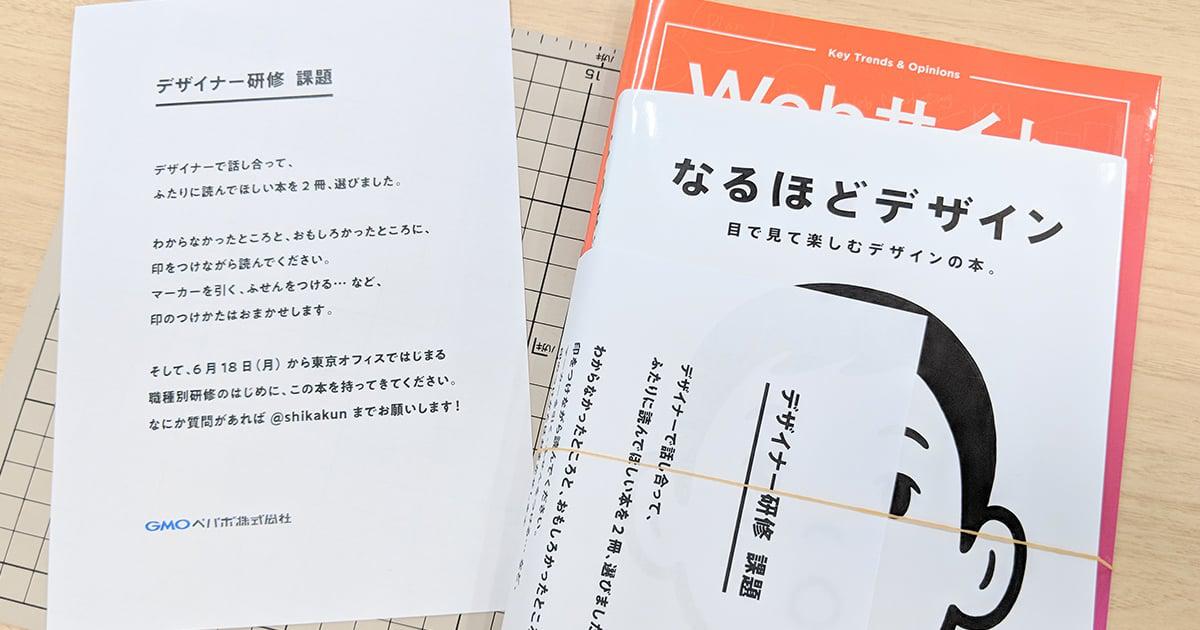 デザイナー研修 課題
デザイナーで話し合って、
ふたりに読んでほしい本を2冊、選びました。
わからなかったところと、おもしろかったところに、
印をつけながら読んでください。
マーカーを引く、ふせんをつける… など、
印のつけかたはおまかせします。
そして、6月18日(月) から東京オフィスではじまる
職種別研修のはじめに、この本を持ってきてください。
なにか質問があれば @shikakun までお願いします!
GMOペパボ株式会社
15
ハガキ
ハガキ
Key Trends & Opinions
Webサイト
なるほどデザイン
目で見て楽しむデザインの本。
デザイナー研修 課題
デザイナーで話し合って、
ふたりに読んでほしい本を2冊、選びました
わからなかったところと、おもしろかったところ
印をつけながら読んでください。